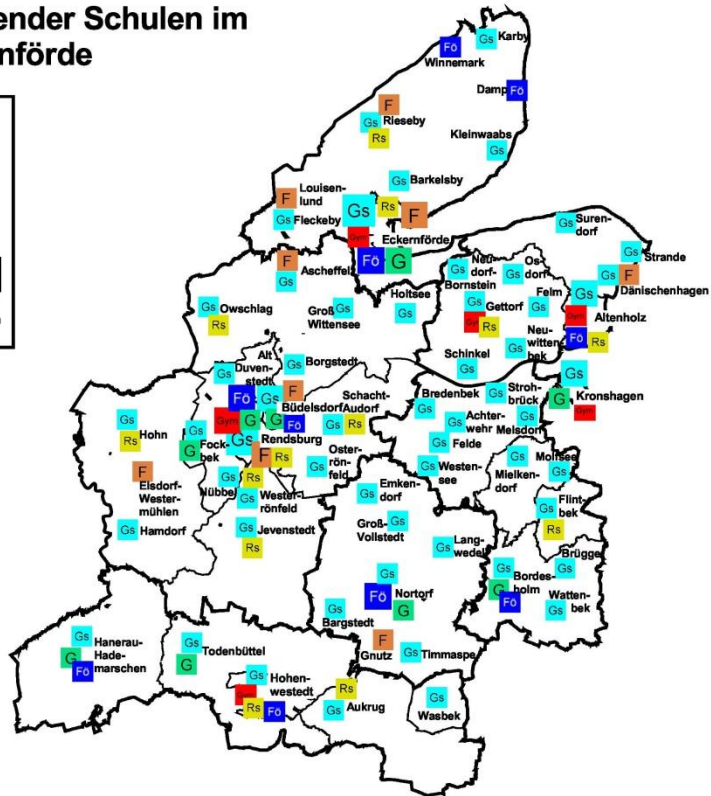 ender Schulen im
nförde
Fö
Gs Karby
Winnemark
Damp Fö
F
Gs Rieseby
Rs
Kleinwaabs
Gs
Gs Barkelsby
F Louisen-
lund
Gs Fleckeby
Gs
Rs
F
Gym
Eckernförde
Fö G
Gs Suren-
dorf
Gs Strande
Gs F
Dänischenhagen
F
Gs Ascheffel
Gs Neu
dorf-
Bornstein
Gs Os-
dorf
Gs
Gs Gettorf
Gym Rs
Felm
Gs
Gym Altenholz
Fö Rs
Gs Owschlag
Rs
Groß Gs
Wittensee
Holtsee
Gs
Neu-
witten-
bek
Gs
Schinkel
Gs
Alt
Gs Duven-
stedt
Gs Borgstedt
Gs
Kronshagen
G
Gym
Fö Gs F
Büdelsdorf
Gym G G Fö
Schacht-
Audorf
Gs Rs
Bredenbek
Gs
Gs Stroh-
brück
Achter-
Gs wehr
Gs
Melsdorf
Gs Felde
Gs Hohn
Rs
Gs
G Fock-
bek
Gs Rendsburg
F Rs
Oster-
Gs rön-
feld
Westen-
Gs see
Gs
Mielken-
dorf
Molfsee
Gs
F
Elsdorf-
Wester-
mühlen
Gs
Nübbel
Rs
Gs Wester-
rönfeld
Gs Emken-
dorf
Gs Flint-
bek
Rs
Gs Hamdorf
Gs Jevenstedt
Rs
Groß- Gs
Vollstedt
Lang-
Gs wedel
Brügge
Gs
Gs Bordes-
G holm
Fö
Watten-
Gs bek
Gs
Fö Nortorf
G
Gs
Bargstedt
F
Gnutz
Gs Timmaspe
Gs Hanerau-
G Hade-
Fö marschen
Gs Todenbüttel
G
Gs Hohen-
Gym westedt
Rs Fö
Rs
Gs Aukrug
Gs
Wasbek